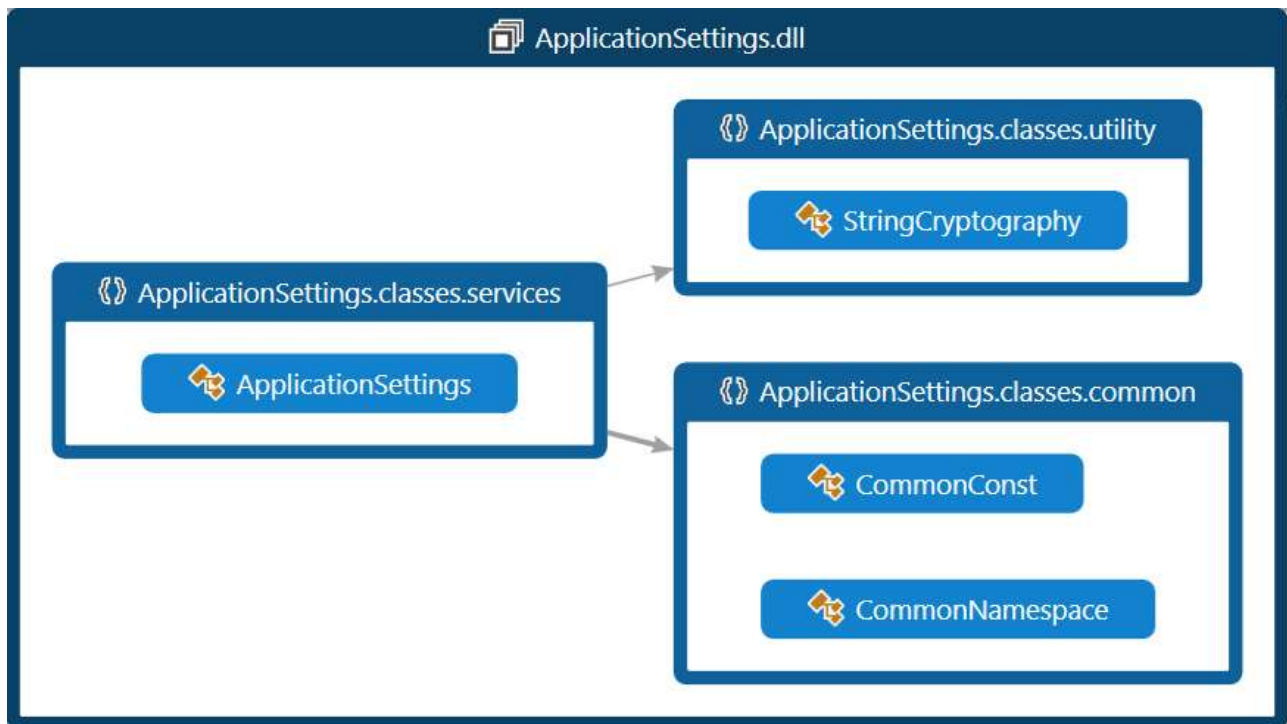 ApplicationSettings.dll
ApplicationSettings.classes.utility
StringCryptography
ApplicationSettings.classes.services
ApplicationSettings
ApplicationSettings.classes.common
CommonConst
CommonNamespace